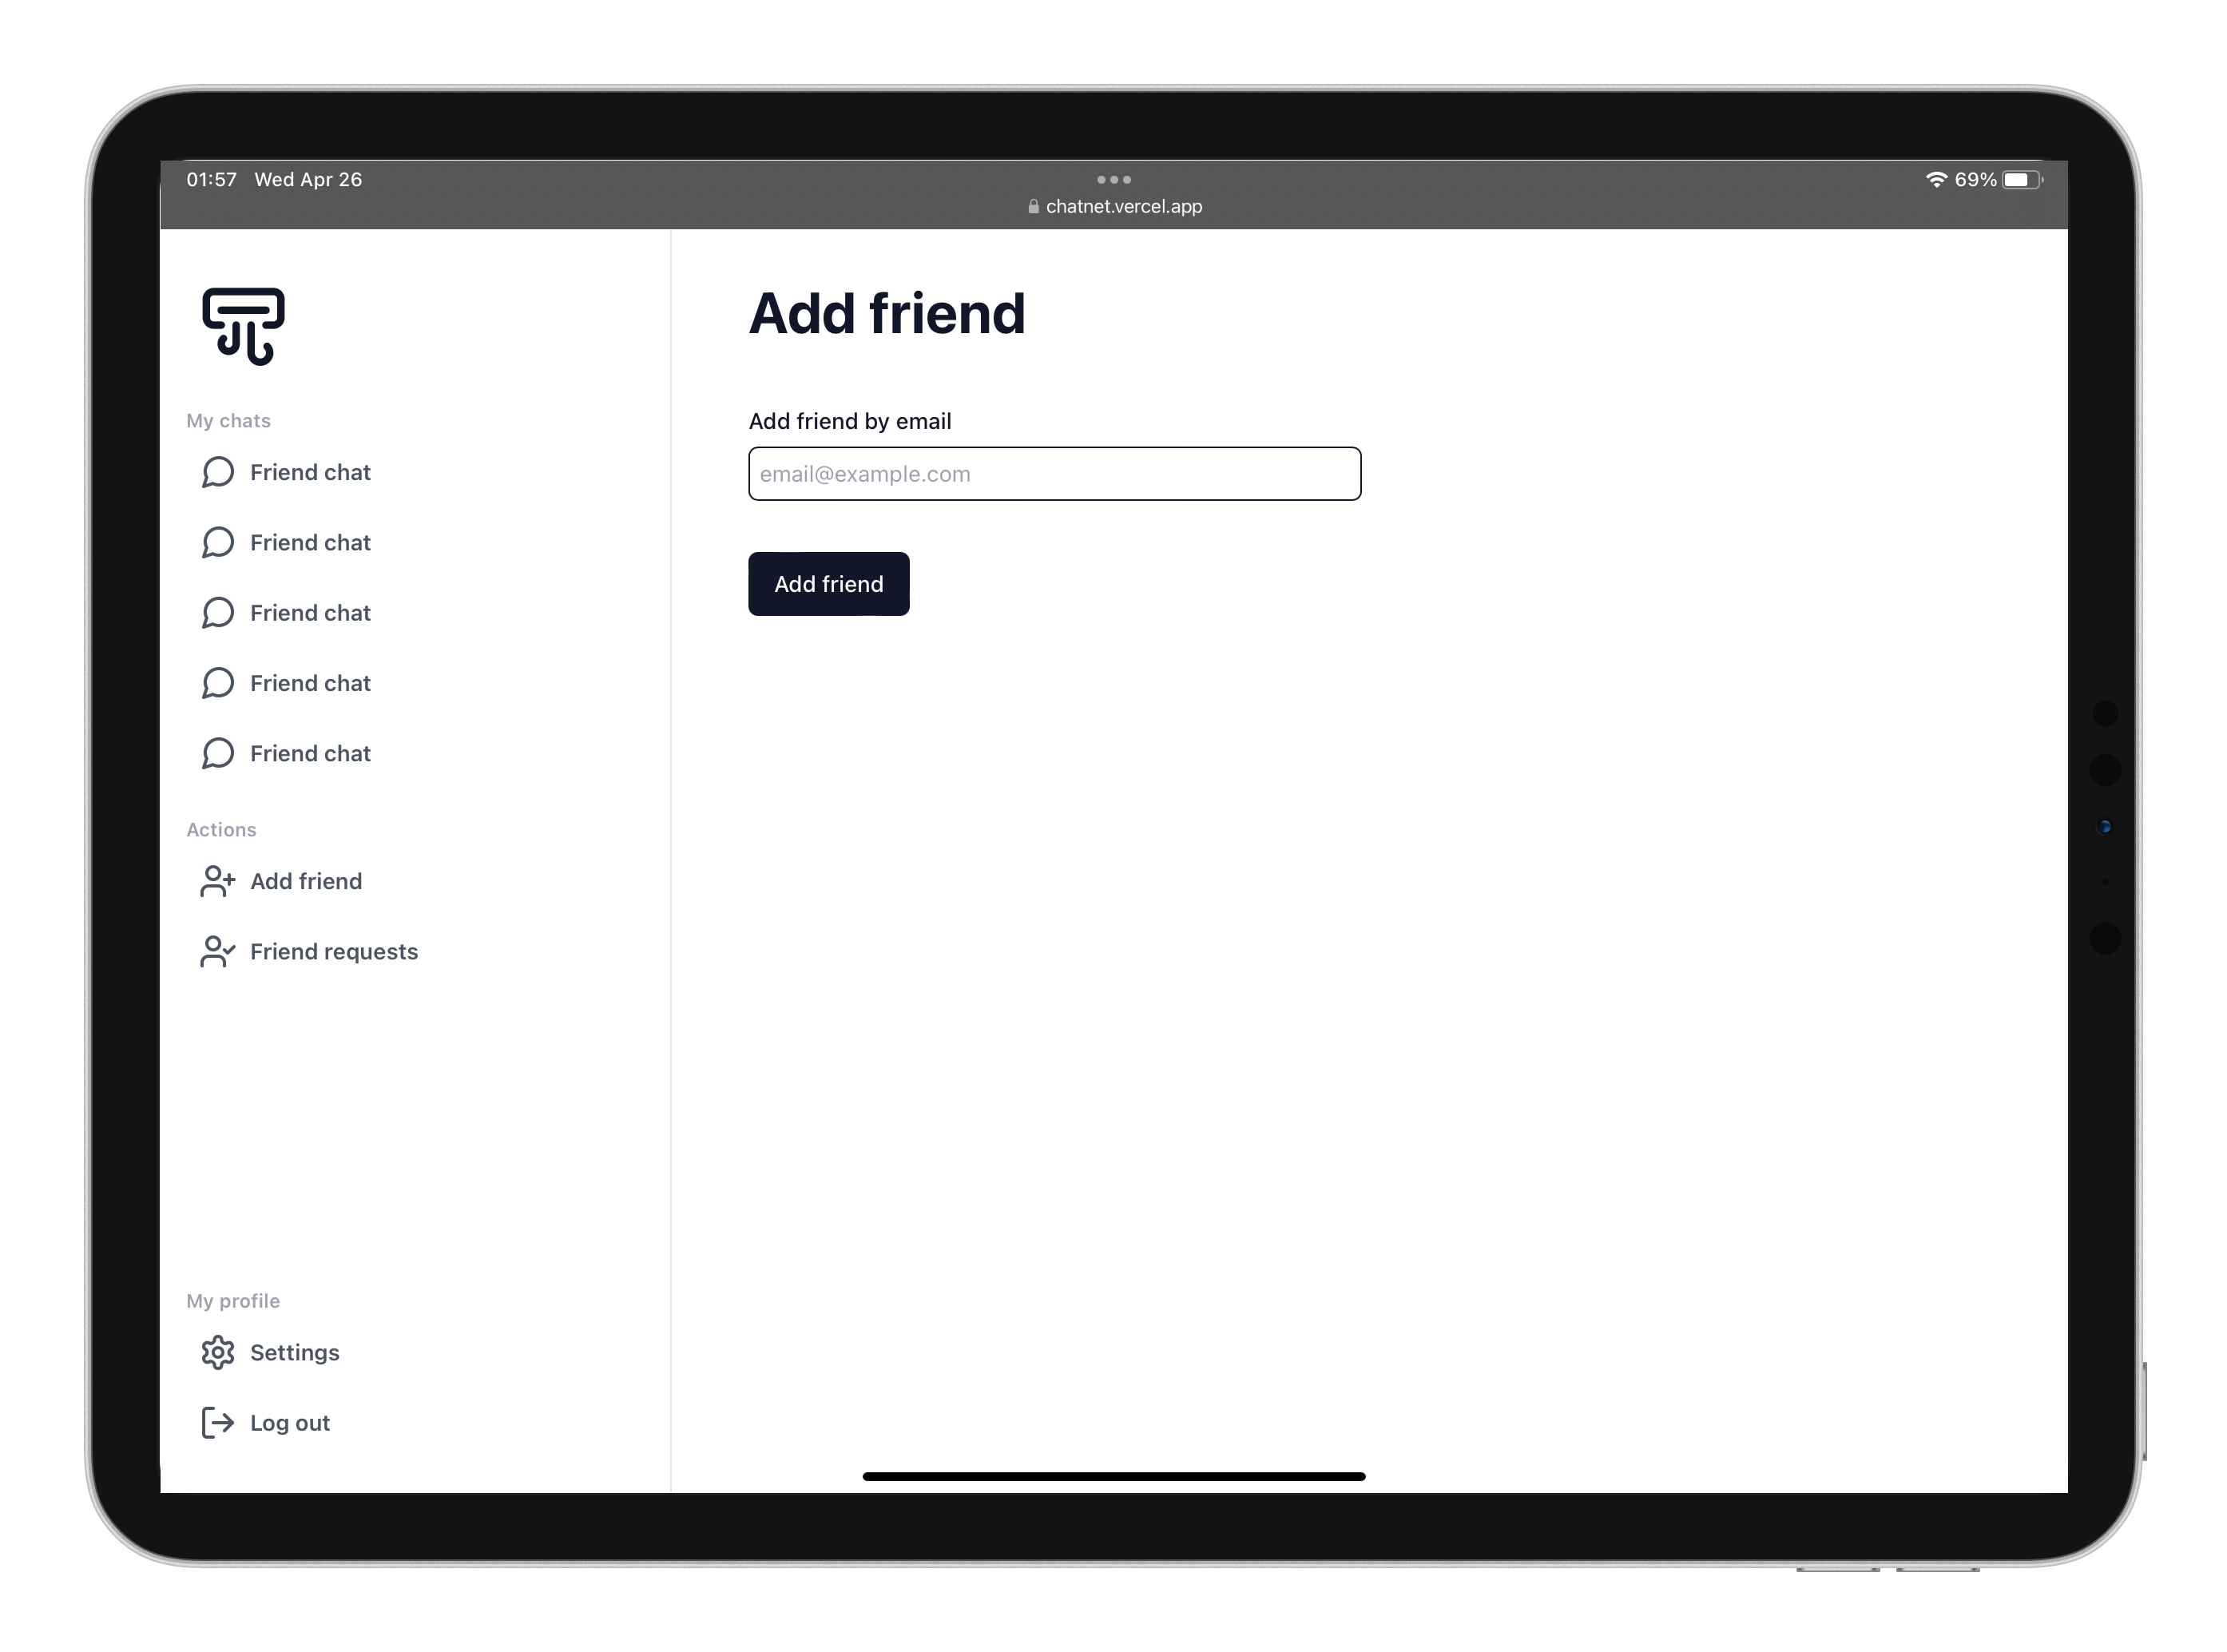 01:57 Wed Apr 26
69%
chatnet.vercel.app
My chats
Friend chat
Friend chat
Friend chat
Friend chat
Friend chat
Actions
Add friend
Friend requests
My profile
Settings
Log out
Add friend
Add friend by email
email@example.com
Add friend